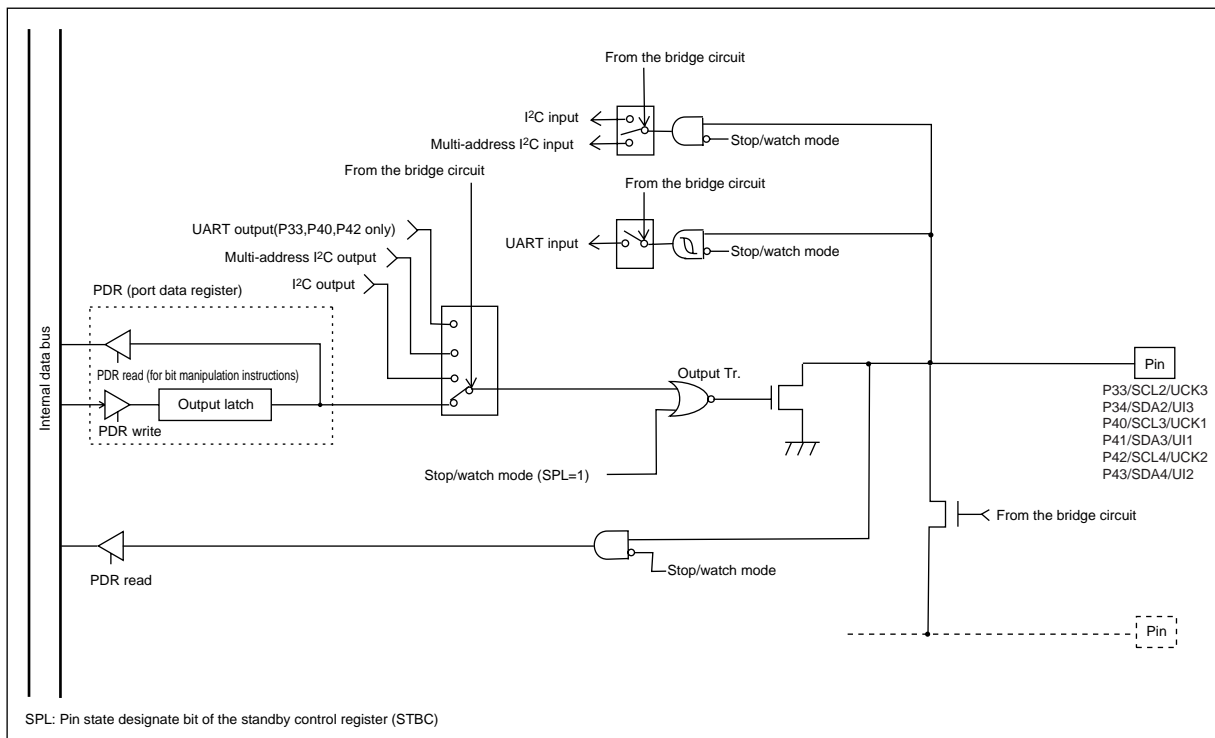 From the bridge circuit
I²C input
Multi-address I²C input
Stop/watch mode
From the bridge circuit
From the bridge circuit
UART output(P33,P40,P42 only)
UART input
Stop/watch mode
Multi-address I²C output
I²C output
PDR (port data register)
Internal data bus
PDR read (for bit manipulation instructions)
Output latch
PDR write
Output Tr.
Pin
P33/SCL2/UCK3
P34/SDA2/UI3
P40/SCL3/UCK1
P41/SDA3/UI1
P42/SCL4/UCK2
P43/SDA4/UI2
Stop/watch mode (SPL=1)
From the bridge circuit
PDR read
Stop/watch mode
Pin
SPL: Pin state designate bit of the standby control register (STBC)